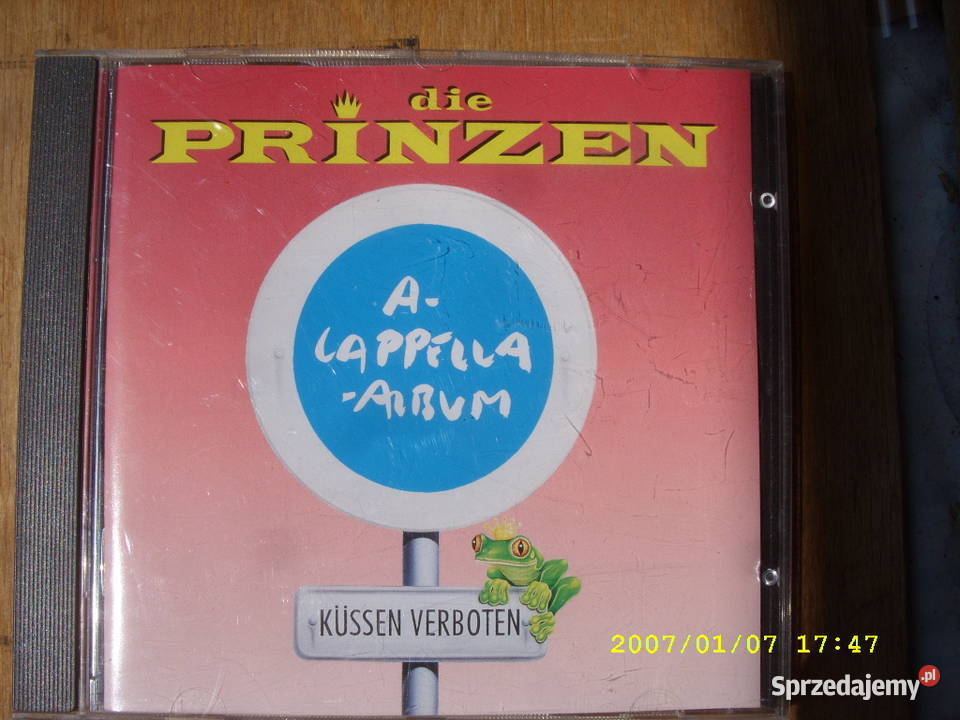 die
PRINZEN
A-
CAPPELLA
-ALBUM
KÜSSEN VERBOTEN
2007/01/07 17:47
Sprzedajemy.pl